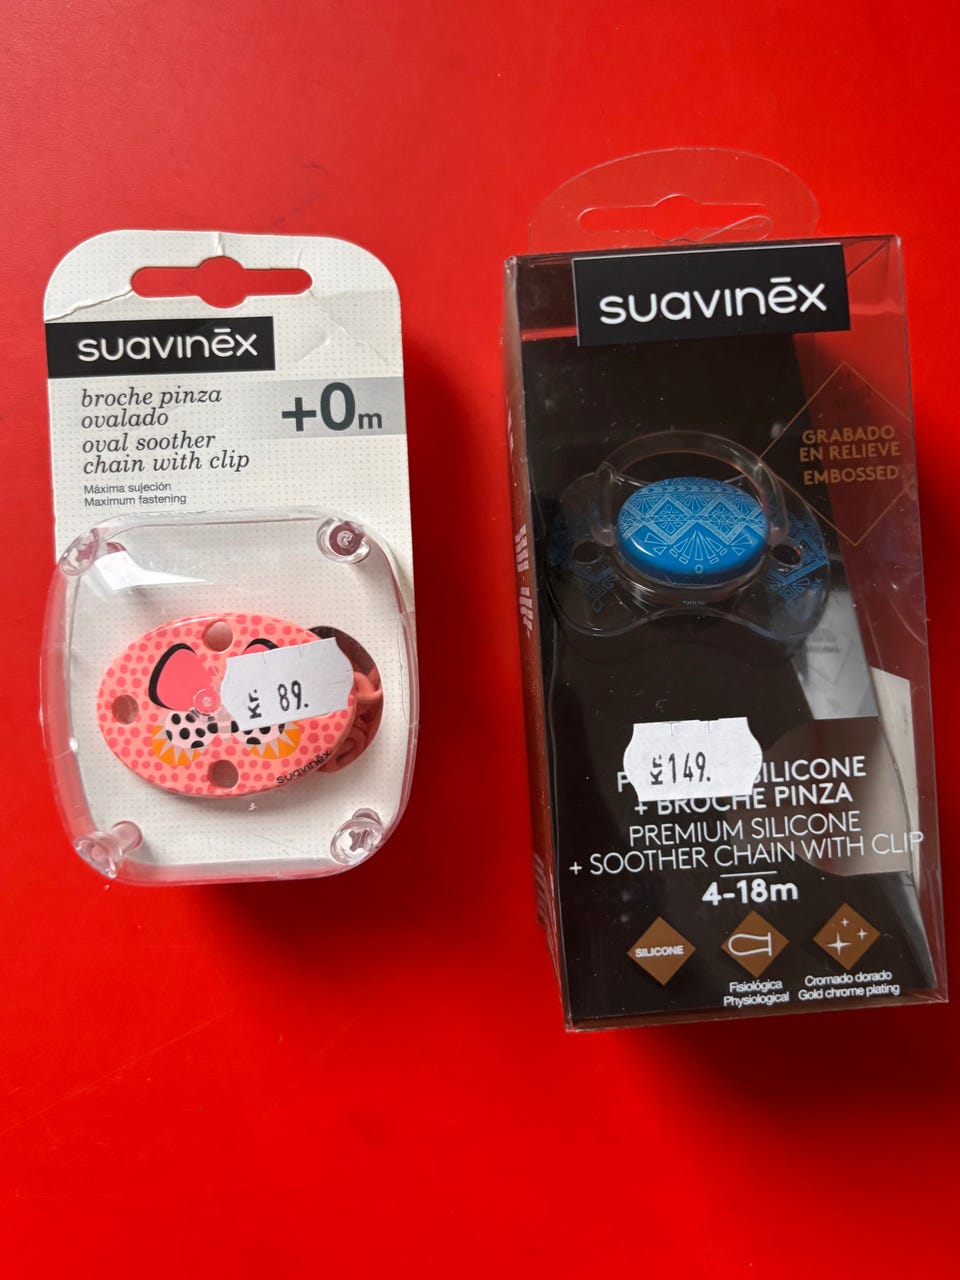 suavinēx
broche pinza
ovalado
oval soother
chain with clip
+0m
Máxima sujeción
Maximum fastening
Kr. 89.
suavinex
suavinēx
GRABADO
EN RELIEVE
EMBOSSED
Kr 149.
SILICONE
+ BROCHE PINZA
PREMIUM SILICONE
+ SOOTHER CHAIN WITH CLIP
4-18m
SILICONE
Fisiológica
Physiological
Cromado dorado
Gold chrome plating